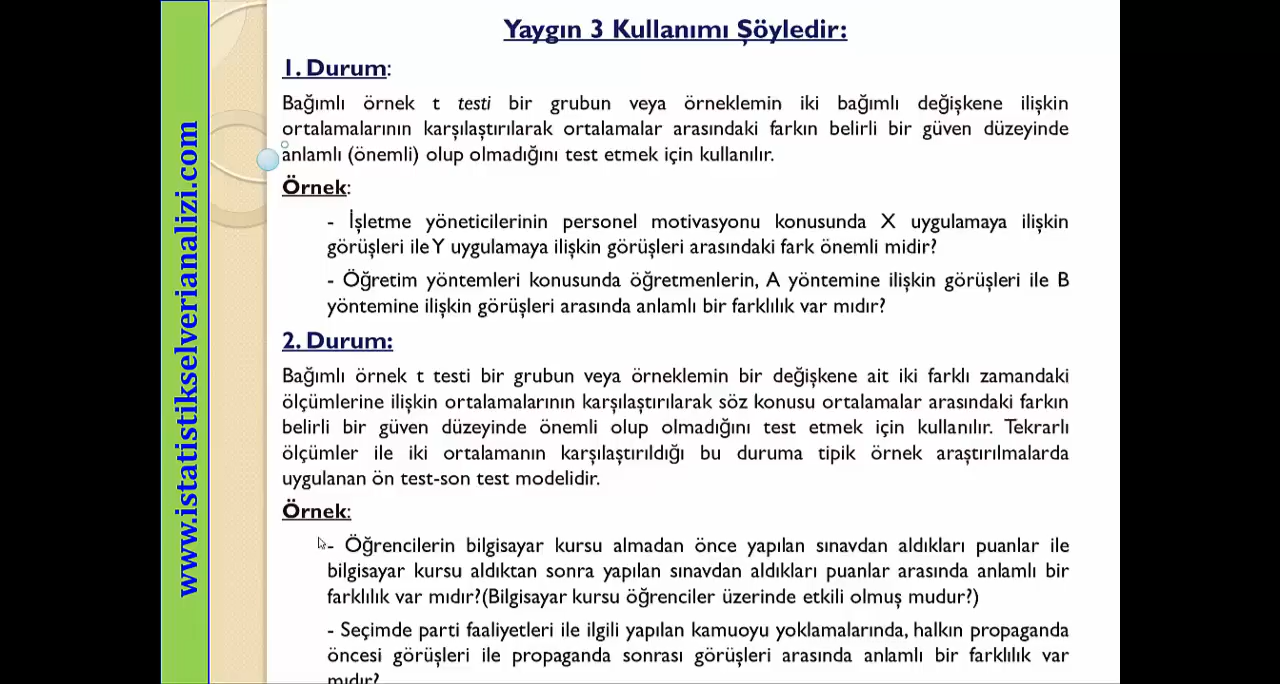 www.istatistikselverianalizi.com
Yaygın 3 Kullanımı Şöyledir:
1. Durum:
Bağımlı örnek t testi bir grubun veya örneklemin iki bağımlı değişkene ilişkin
ortalamalarının karşılaştırılarak ortalamalar arasındaki farkın belirli bir güven düzeyinde
anlamlı (önemli) olup olmadığını test etmek için kullanılır.
Örnek:
- İşletme yöneticilerinin personel motivasyonu konusunda X uygulamaya ilişkin
görüşleri ile Y uygulamaya ilişkin görüşleri arasındaki fark önemli midir?
- Öğretim yöntemleri konusunda öğretmenlerin, A yöntemine ilişkin görüşleri ile B
yöntemine ilişkin görüşleri arasında anlamlı bir farklılık var mıdır?
2. Durum:
Bağımlı örnek t testi bir grubun veya örneklemin bir değişkene ait iki farklı zamandaki
ölçümlerine ilişkin ortalamalarının karşılaştırılarak söz konusu ortalamalar arasındaki farkın
belirli bir güven düzeyinde önemli olup olmadığını test etmek için kullanılır. Tekrarlı
ölçümler ile iki ortalamanın karşılaştırıldığı bu duruma tipik örnek araştırılmalarda
uygulanan ön test-son test modelidir.
Örnek:
- Öğrencilerin bilgisayar kursu almadan önce yapılan sınavdan aldıkları puanlar ile
bilgisayar kursu aldıktan sonra yapılan sınavdan aldıkları puanlar arasında anlamlı bir
farklılık var mıdır?(Bilgisayar kursu öğrenciler üzerinde etkili olmuş mudur?)
- Seçimde parti faaliyetleri ile ilgili yapılan kamuoyu yoklamalarında, halkın propaganda
öncesi görüşleri ile propaganda sonrası görüşleri arasında anlamlı bir farklılık var
mıdır?